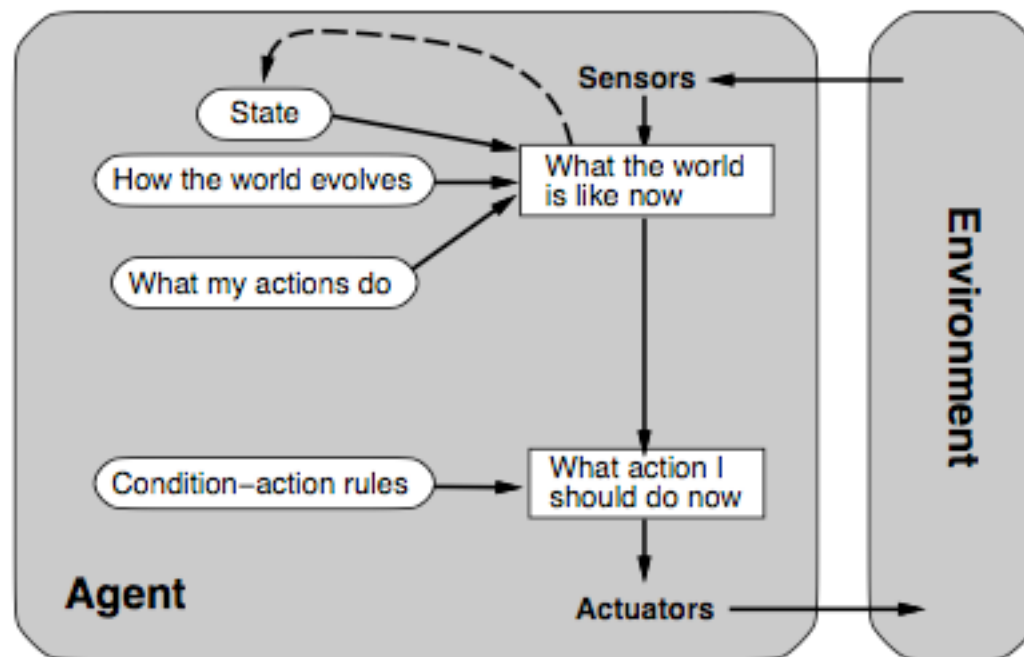 Sensors
State
What the world
is like now
How the world evolves
What my actions do
Environment
Condition–action rules
What action I
should do now
Agent
Actuators